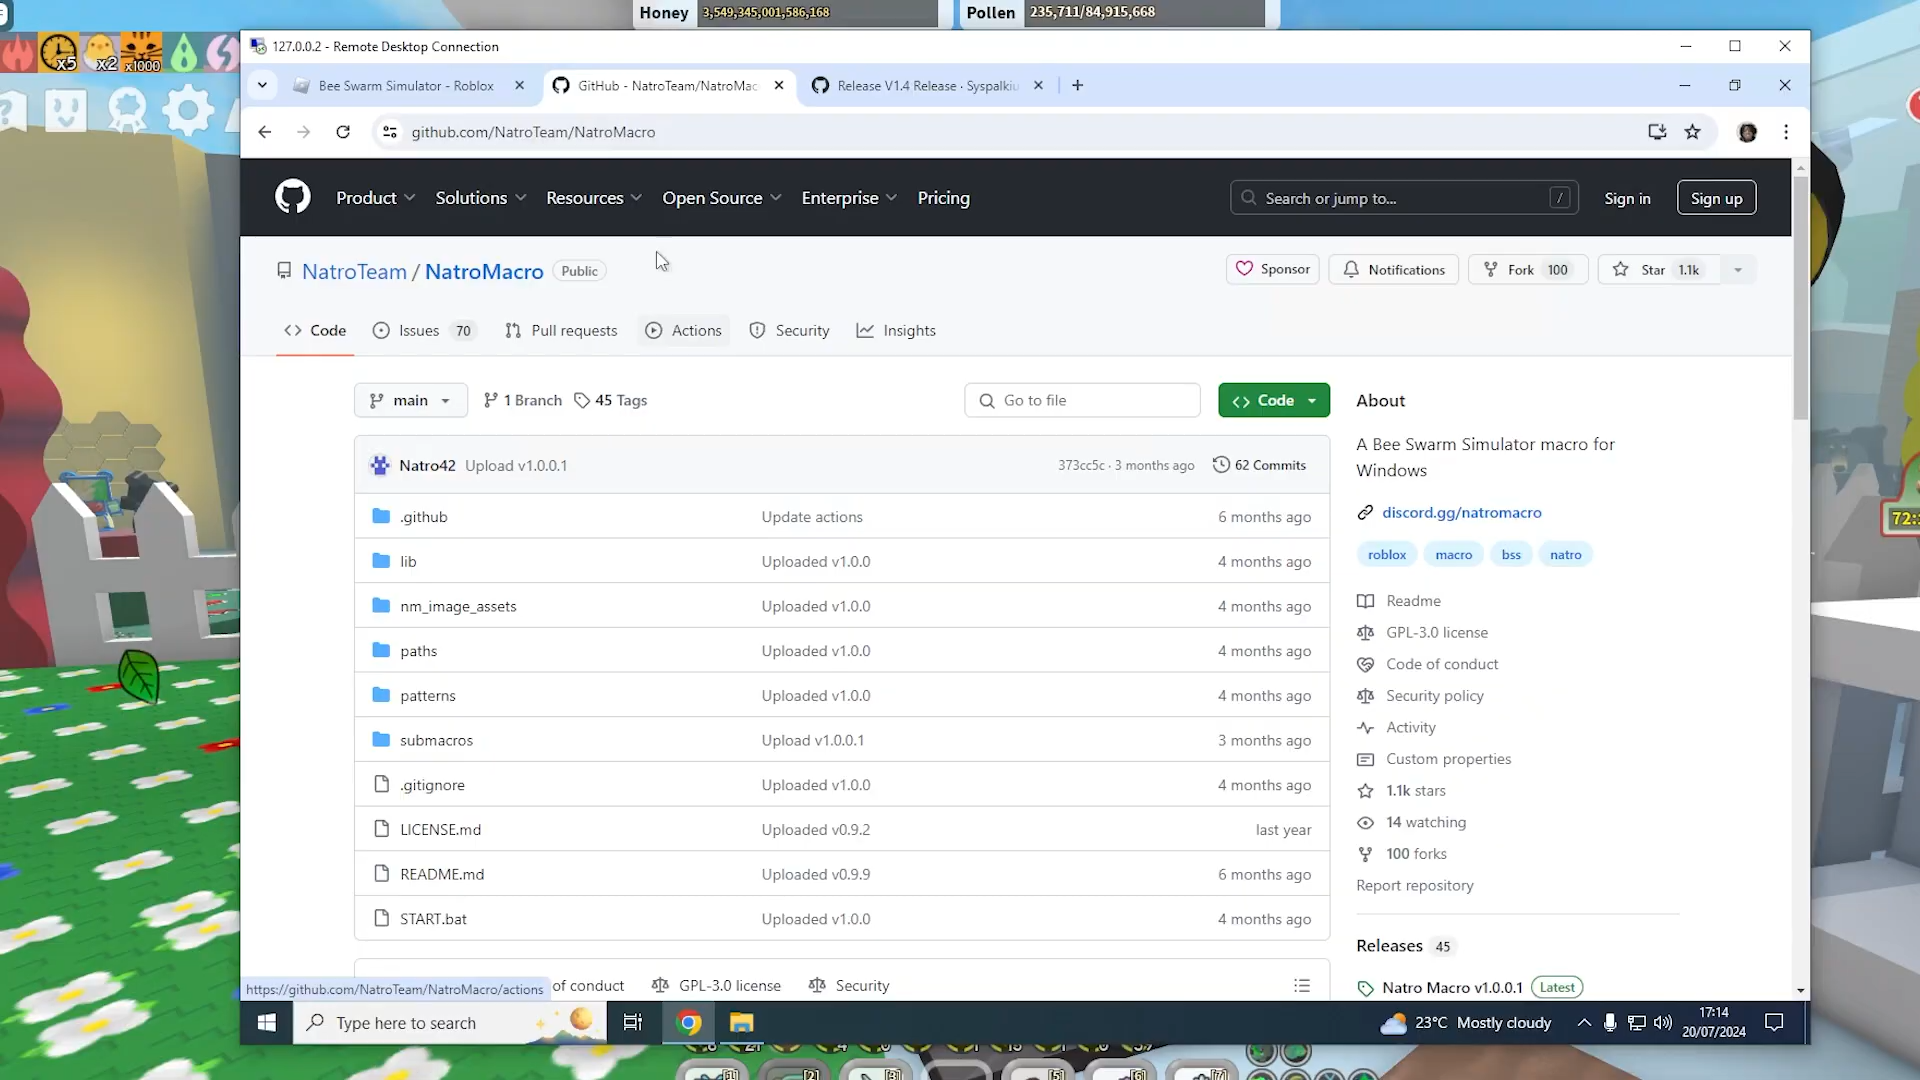 Honey 3,549,345,001,586,168
Pollen 235,711/84,915,668
x5
x2
x1000
127.0.0.2 - Remote Desktop Connection
Bee Swarm Simulator - Roblox
GitHub - NatroTeam/NatroMac
Release V1.4 Release · Syspalkiu
github.com/NatroTeam/NatroMacro
Product
Solutions
Resources
Open Source
Enterprise
Pricing
Search or jump to...
/
Sign in
Sign up
NatroTeam / NatroMacro Public
Sponsor
Notifications
Fork 100
Star 1.1k
Code
Issues 70
Pull requests
Actions
Security
Insights
main
1 Branch
45 Tags
Go to file
Code
Natro42 Upload v1.0.0.1 373cc5c · 3 months ago 62 Commits
.github Update actions 6 months ago
lib Uploaded v1.0.0 4 months ago
nm_image_assets Uploaded v1.0.0 4 months ago
paths Uploaded v1.0.0 4 months ago
patterns Uploaded v1.0.0 4 months ago
submacros Upload v1.0.0.1 3 months ago
.gitignore Uploaded v1.0.0 4 months ago
LICENSE.md Uploaded v0.9.2 last year
README.md Uploaded v0.9.9 6 months ago
START.bat Uploaded v1.0.0 4 months ago
of conduct
GPL-3.0 license
Security
About
A Bee Swarm Simulator macro for
Windows
discord.gg/natromacro
roblox macro bss natro
Readme
GPL-3.0 license
Code of conduct
Security policy
Activity
Custom properties
1.1k stars
14 watching
100 forks
Report repository
Releases 45
Natro Macro v1.0.0.1 Latest
https://github.com/NatroTeam/NatroMacro/actions
Type here to search
23°C Mostly cloudy
17:14
20/07/2024
72:
[1]
[2]
[3]
[5]
[6]
[7]